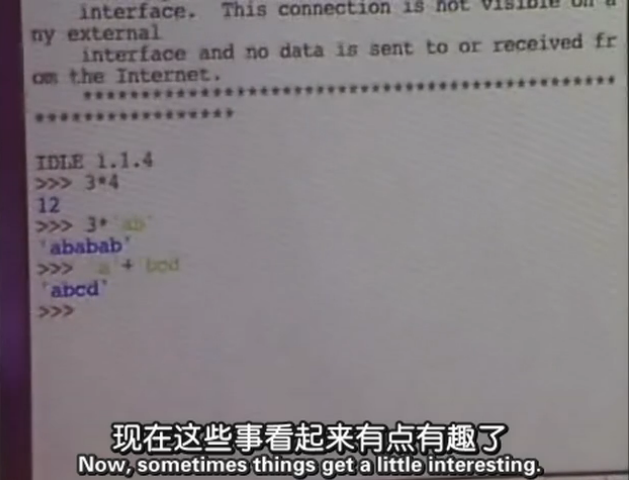 interface. This connection is not visible on a
ny external
interface and no data is sent to or received fr
om the Internet.
************************************************
*****************
IDLE 1.1.4
>>> 3*4
12
>>> 3*'ab'
'ababab'
>>> 'a'+'bcd'
'abcd'
>>>
现在这些事看起来有点有趣了
Now, sometimes things get a little interesting.